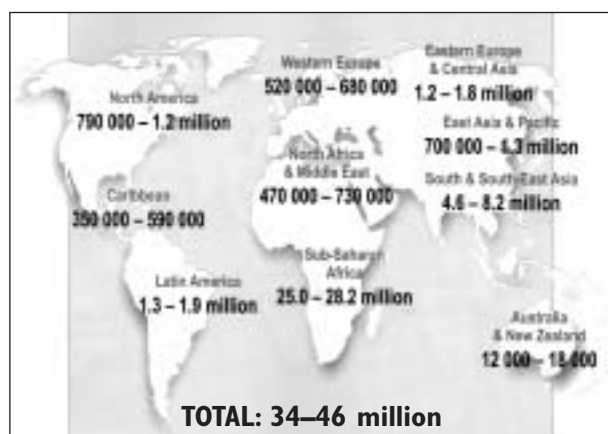 Western Europe
520 000 – 680 000
Eastern Europe
& Central Asia
1.2 – 1.8 million
North America
790 000 – 1.2 million
East Asia & Pacific
700 000 – 1.3 million
North Africa
& Middle East
470 000 – 730 000
South & South-East Asia
4.6 – 8.2 million
Caribbean
350 000 – 590 000
Sub-Saharan
Africa
25.0 – 28.2 million
Latin America
1.3 – 1.9 million
Australia
& New Zealand
12 000 – 18 000
TOTAL: 34–46 million